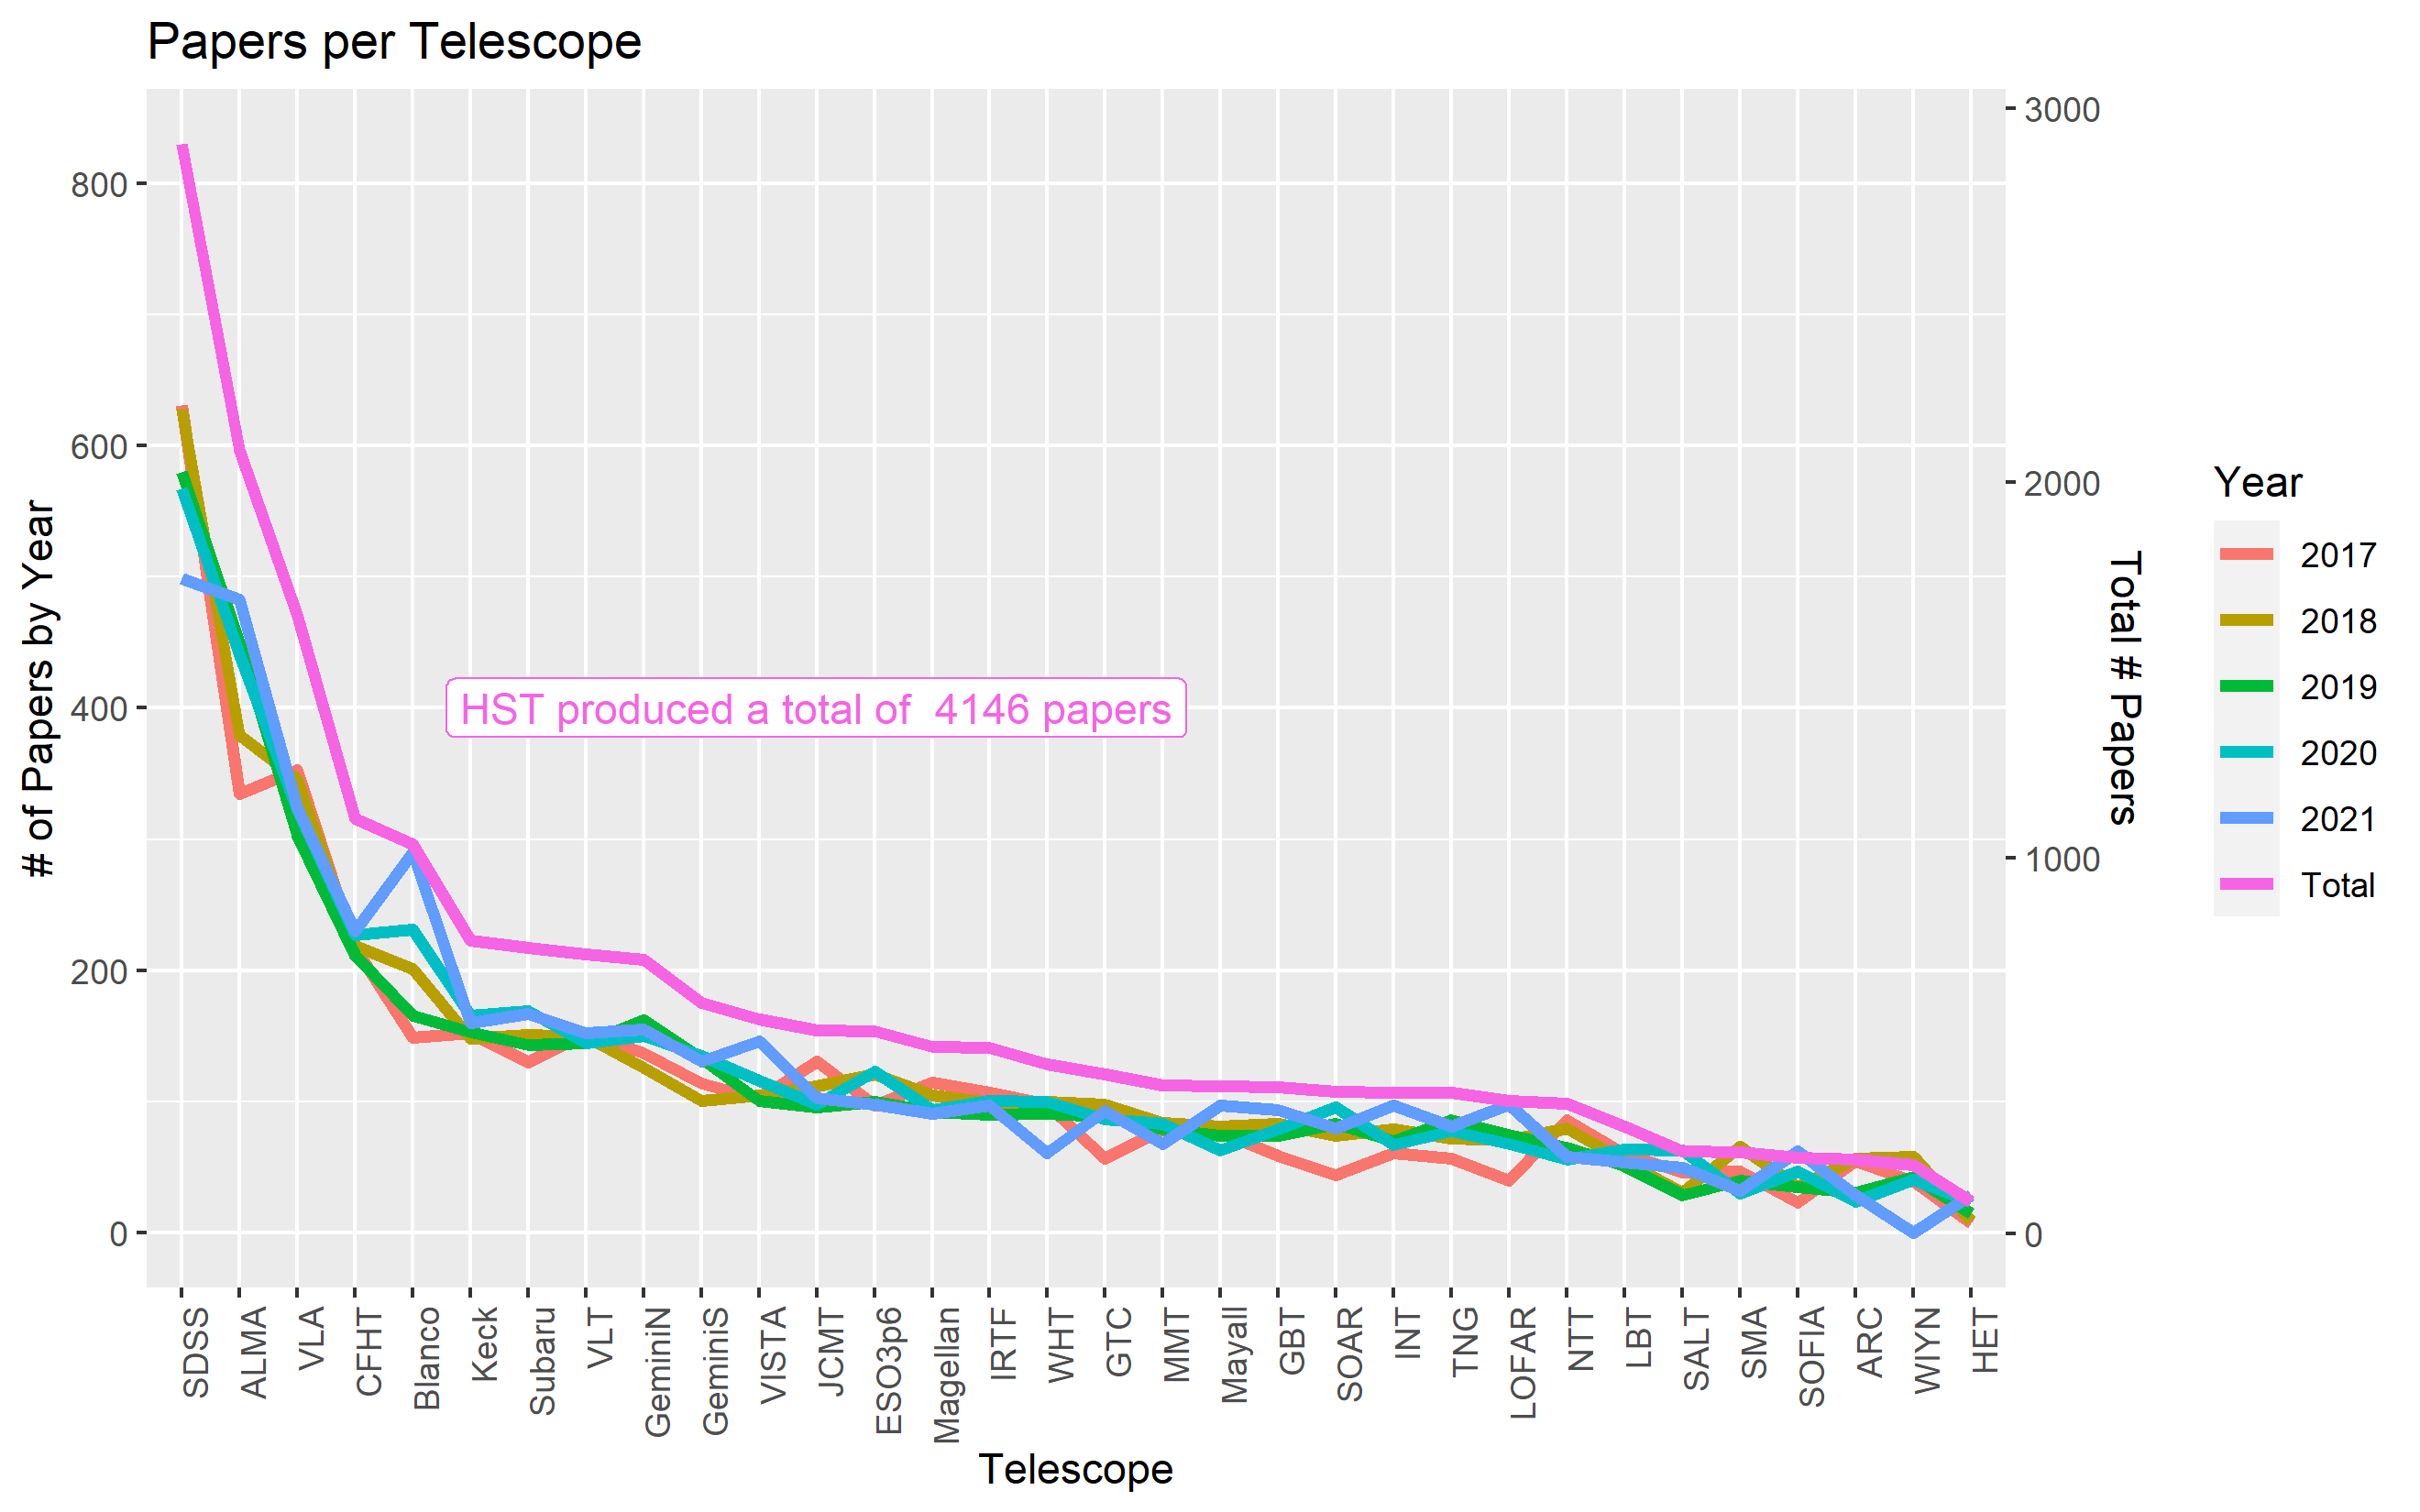 Papers per Telescope
# of Papers by Year
800
600
400
200
0
HST produced a total of  4146 papers
3000
2000
1000
0
Total # Papers
SDSS
ALMA
VLA
CFHT
Blanco
Keck
Subaru
VLT
GeminiN
GeminiS
VISTA
JCMT
ESO3p6
Magellan
IRTF
WHT
GTC
MMT
Mayall
GBT
SOAR
INT
TNG
LOFAR
NTT
LBT
SALT
SMA
SOFIA
ARC
WIYN
HET
Telescope
Year
2017
2018
2019
2020
2021
Total